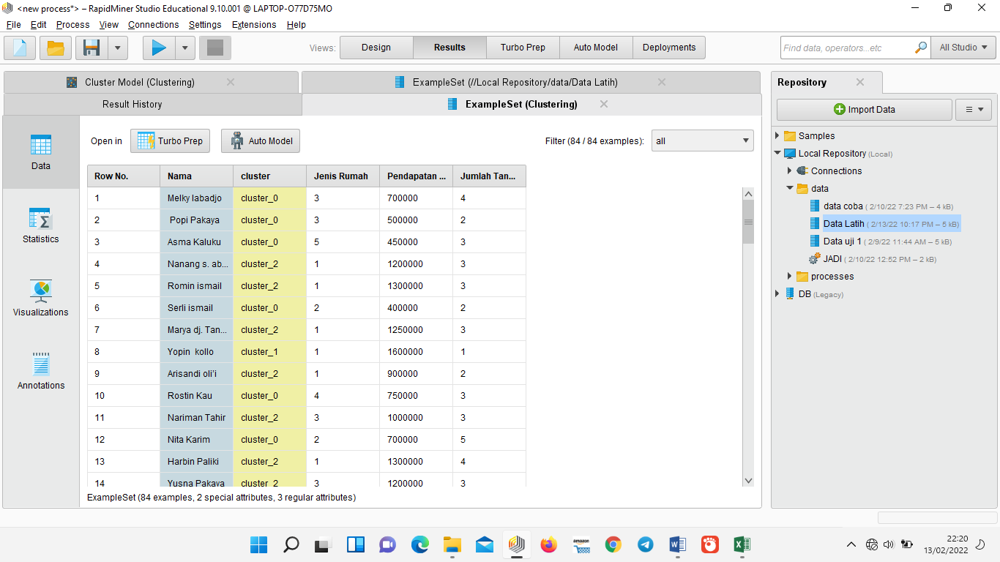 <new process*> – RapidMiner Studio Educational 9.10.001 @ LAPTOP-O77D75MO
File Edit Process View Connections Settings Extensions Help
Views: Design Results Turbo Prep Auto Model Deployments Find data, operators...etc All Studio
Cluster Model (Clustering) ExampleSet (//Local Repository/data/Data Latih)
Result History ExampleSet (Clustering)
Open in Turbo Prep Auto Model Filter (84 / 84 examples): all
Data
Statistics
Visualizations
Annotations
Row No. Nama cluster Jenis Rumah Pendapatan ... Jumlah Tan...
1 Melky labadjo cluster_0 3 700000 4
2 Popi Pakaya cluster_0 3 500000 2
3 Asma Kaluku cluster_0 5 450000 3
4 Nanang s. ab... cluster_2 1 1200000 3
5 Romin ismail cluster_2 1 1300000 3
6 Serli ismail cluster_0 2 400000 2
7 Marya dj. Tan... cluster_2 1 1250000 3
8 Yopin kollo cluster_1 1 1600000 1
9 Arisandi oli'i cluster_2 1 900000 2
10 Rostin Kau cluster_0 4 750000 3
11 Nariman Tahir cluster_2 3 1000000 3
12 Nita Karim cluster_0 2 700000 5
13 Harbin Paliki cluster_2 1 1300000 4
14 Yusna Pakaya cluster_2 3 1200000 3
ExampleSet (84 examples, 2 special attributes, 3 regular attributes)
Repository
Import Data
Samples
Local Repository (Local)
Connections
data
data coba ( 2/10/22 7:23 PM – 4 kB)
Data Latih ( 2/13/22 10:17 PM – 5 kB)
Data uji 1 ( 2/9/22 11:44 AM – 5 kB)
JADI ( 2/10/22 12:52 PM – 2 kB)
processes
DB (Legacy)
amazon
22:20
13/02/2022